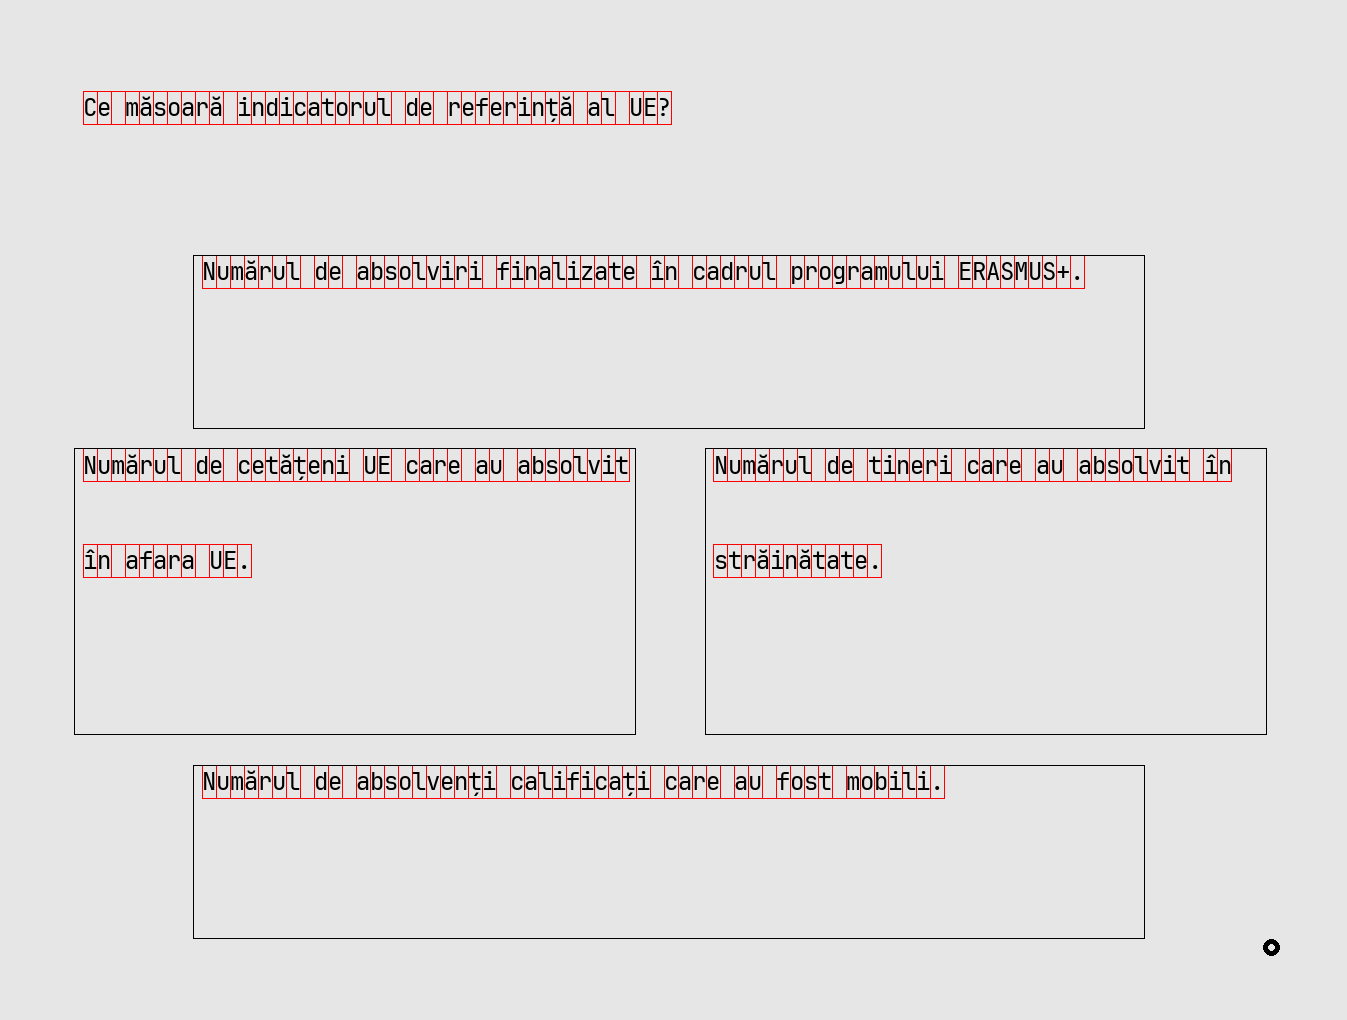 Ce măsoară indicatorul de referință al UE?
Numărul de absolviri finalizate în cadrul programului ERASMUS+.
Numărul de cetățeni UE care au absolvit
în afara UE.
Numărul de tineri care au absolvit în
străinătate.
Numărul de absolvenți calificați care au fost mobili.